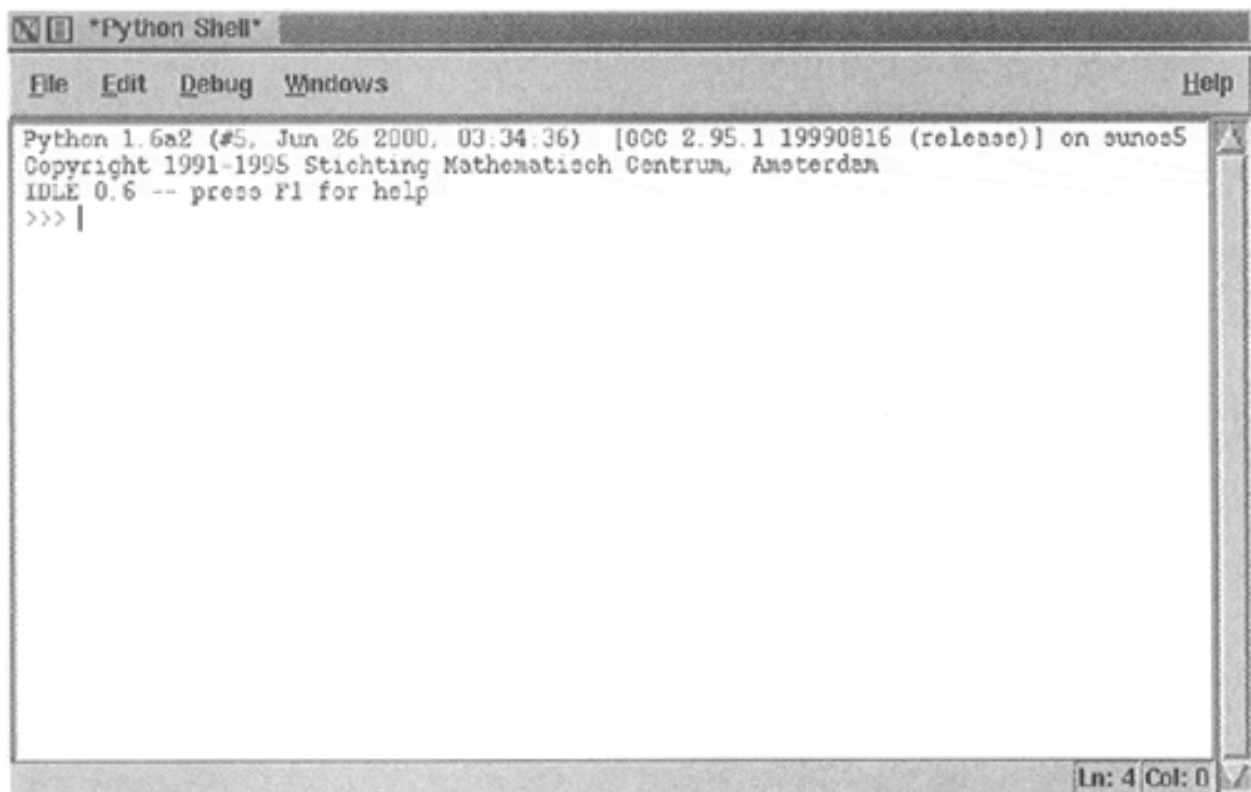 *Python Shell*
File Edit Debug Windows Help
Python 1.6a2 (#5, Jun 26 2000, 03:34:36) [GCC 2.95.1 19990816 (release)] on sunos5
Copyright 1991-1995 Stichting Mathematisch Centrum, Amsterdam
IDLE 0.6 -- press F1 for help
>>>
Ln: 4 Col: 0